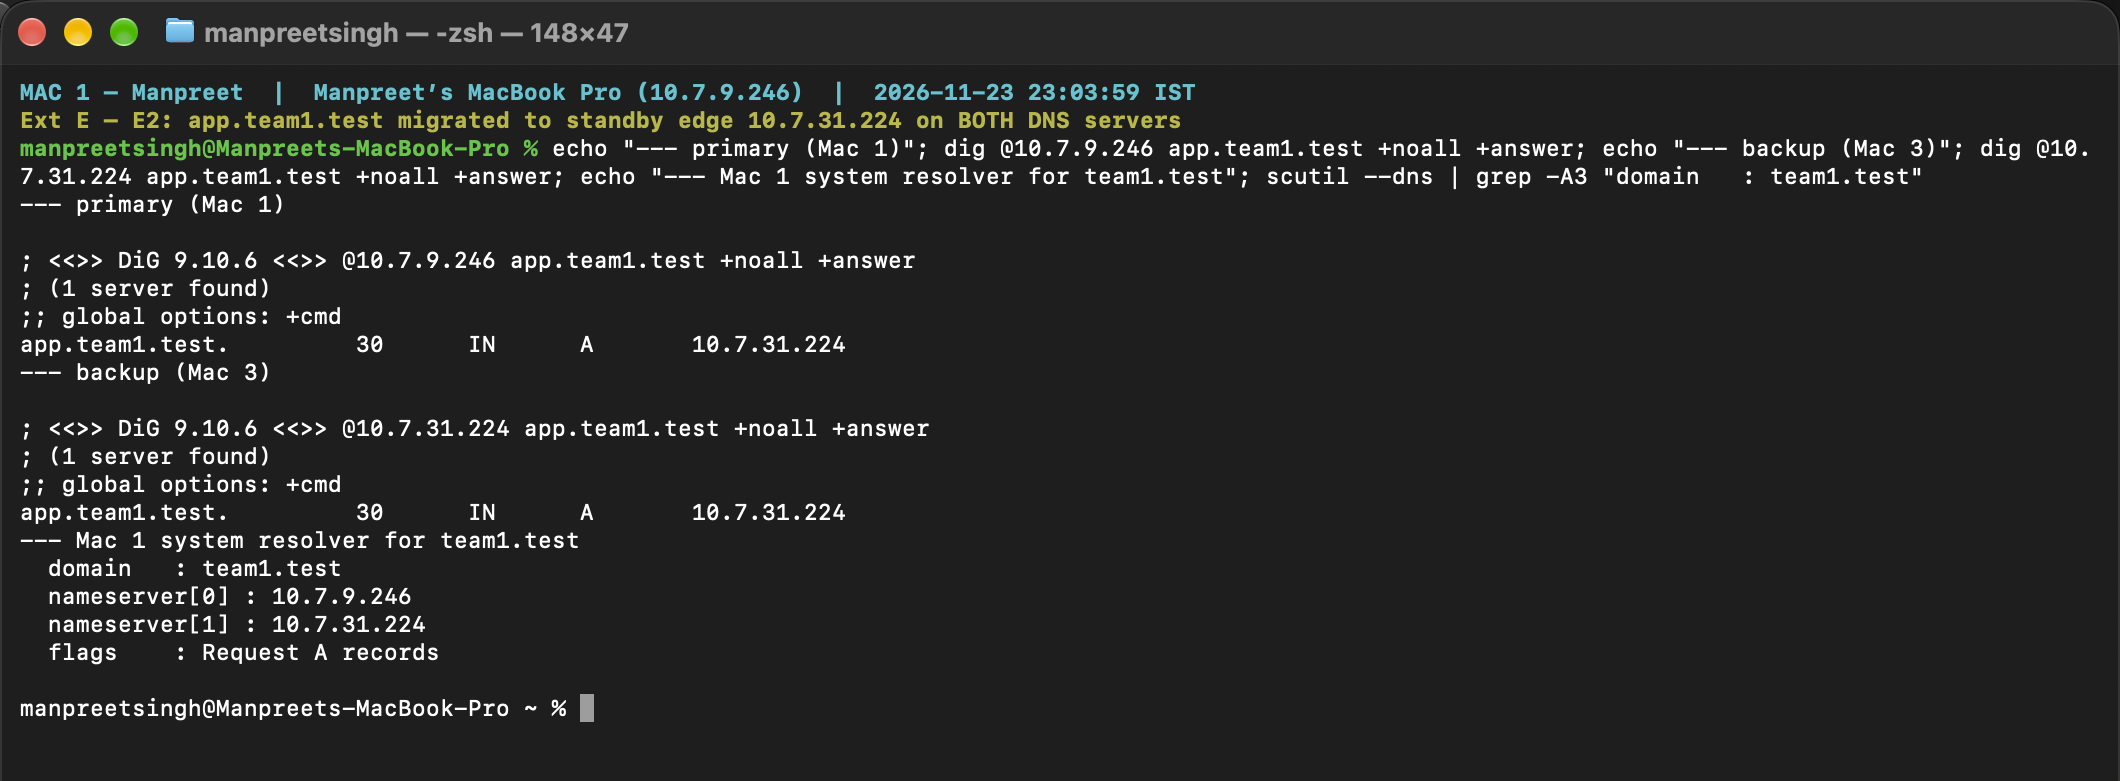 manpreetsingh — -zsh — 148×47
MAC 1 — Manpreet  |  Manpreet’s MacBook Pro (10.7.9.246)  |  2026-11-23 23:03:59 IST
Ext E — E2: app.team1.test migrated to standby edge 10.7.31.224 on BOTH DNS servers
manpreetsingh@Manpreets-MacBook-Pro % echo "--- primary (Mac 1)"; dig @10.7.9.246 app.team1.test +noall +answer; echo "--- backup (Mac 3)"; dig @10.
7.31.224 app.team1.test +noall +answer; echo "--- Mac 1 system resolver for team1.test"; scutil --dns | grep -A3 "domain   : team1.test"
--- primary (Mac 1)

; <<>> DiG 9.10.6 <<>> @10.7.9.246 app.team1.test +noall +answer
; (1 server found)
;; global options: +cmd
app.team1.test.         30      IN      A       10.7.31.224
--- backup (Mac 3)

; <<>> DiG 9.10.6 <<>> @10.7.31.224 app.team1.test +noall +answer
; (1 server found)
;; global options: +cmd
app.team1.test.         30      IN      A       10.7.31.224
--- Mac 1 system resolver for team1.test
  domain   : team1.test
  nameserver[0] : 10.7.9.246
  nameserver[1] : 10.7.31.224
  flags    : Request A records

manpreetsingh@Manpreets-MacBook-Pro ~ %